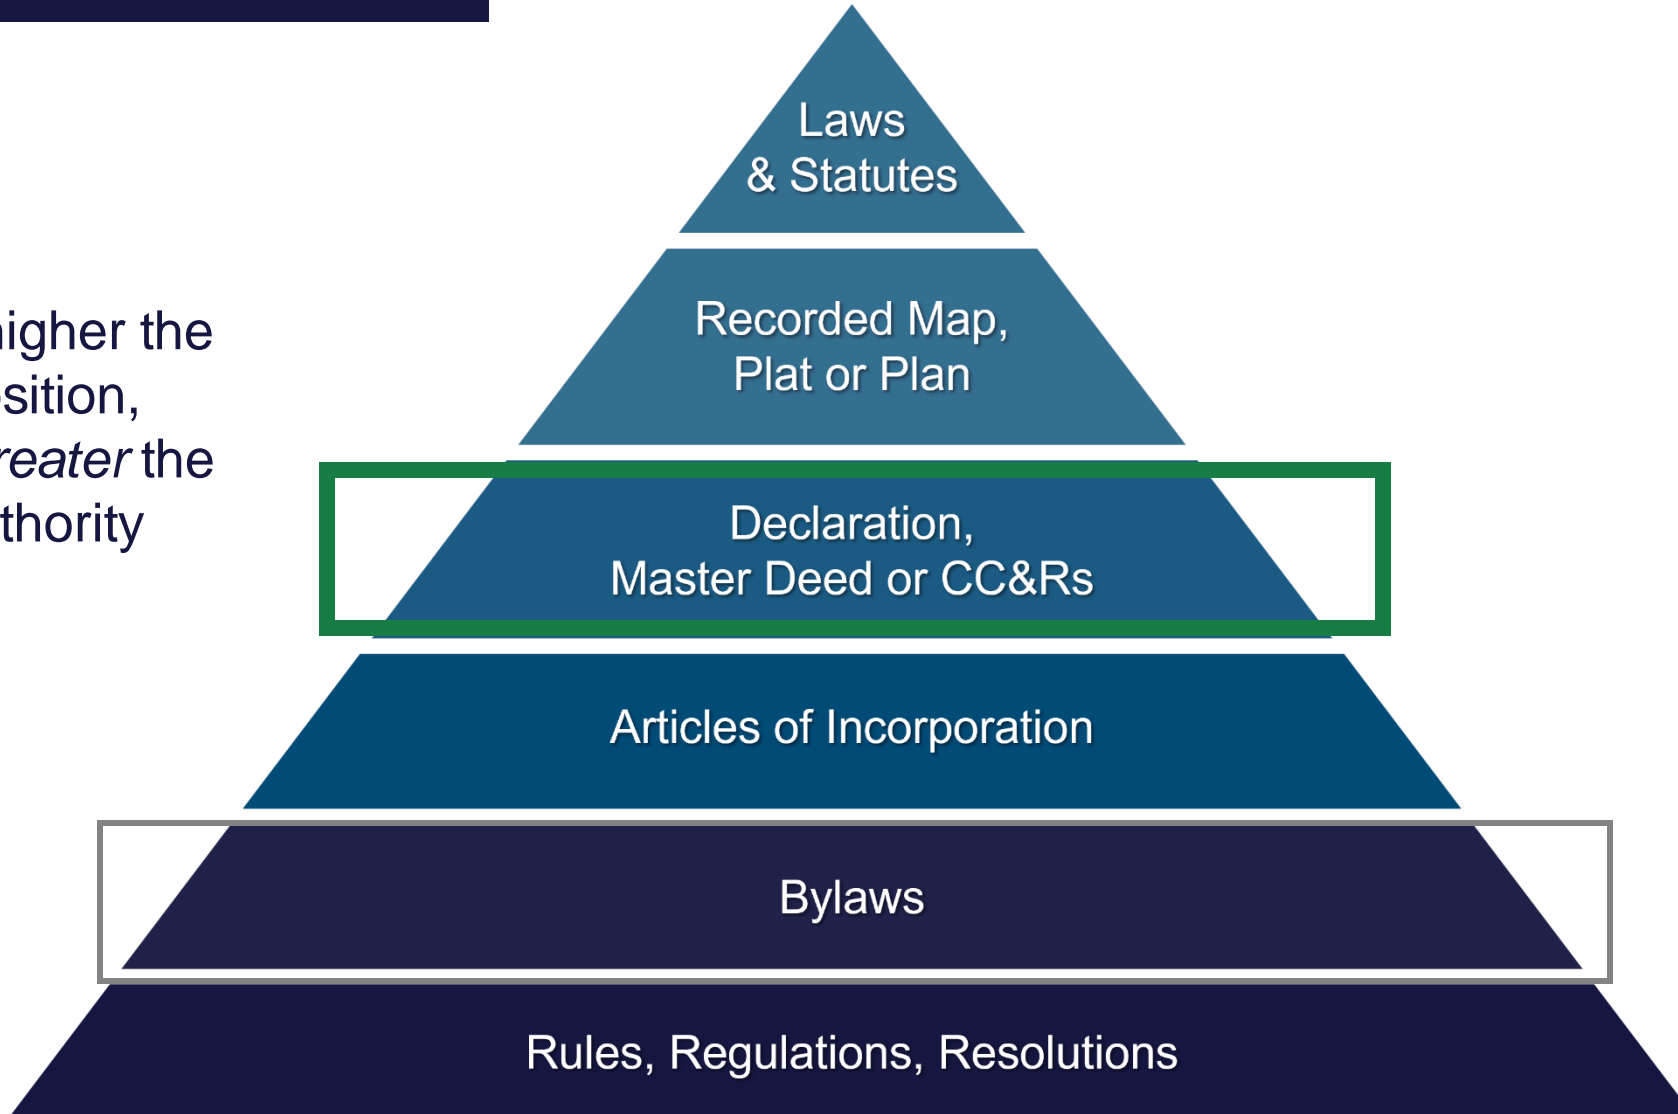 Laws
& Statutes
Recorded Map,
Plat or Plan
higher the
sition,
reater the
thority
Declaration,
Master Deed or CC&Rs
Articles of Incorporation
Bylaws
Rules, Regulations, Resolutions